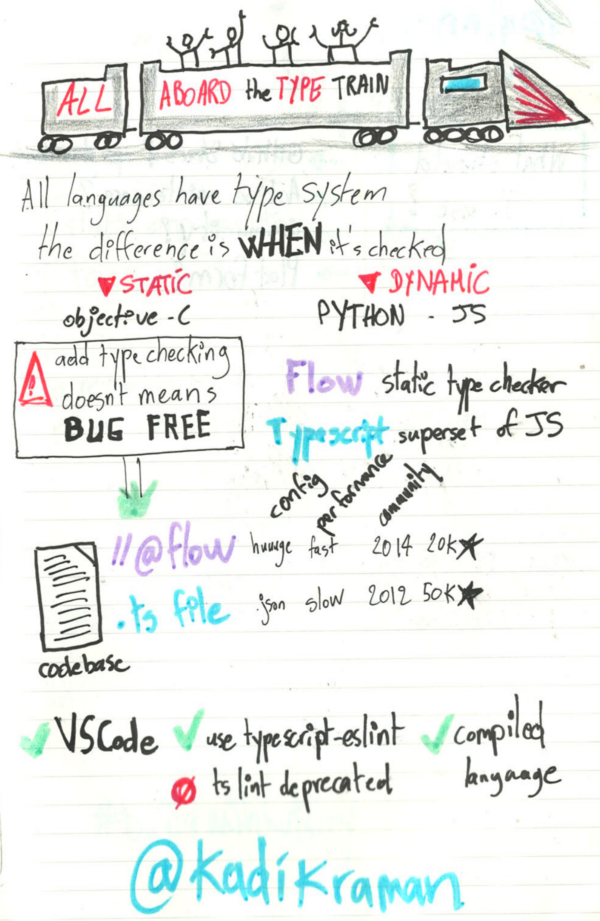 ALL ABOARD the TYPE TRAIN
All languages have type system
the difference is WHEN it's checked
▼ STATIC
objective-C
▼ DYNAMIC
PYTHON - JS
add type checking
doesn't means
BUG FREE
Flow static type checker
Typescript superset of JS
config performance community
//@flow huuuge fast 2014 20K★
.ts file .json slow 2012 50K★
codebase
VSCode
use typescript-eslint
ts lint deprecated
compiled
language
@kadikraman